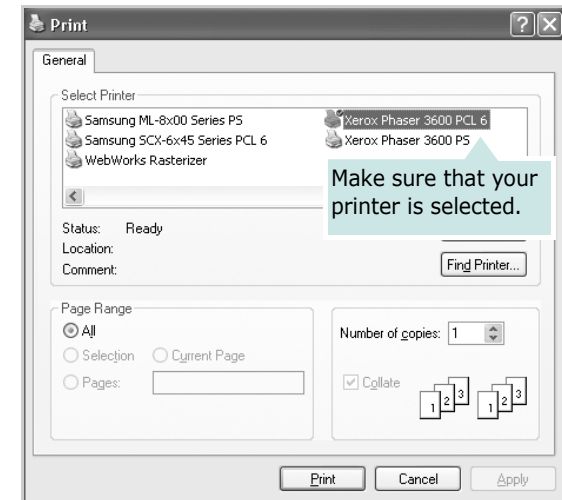 Print
General
Select Printer
Samsung ML-8x00 Series PS
Xerox Phaser 3600 PCL 6
Samsung SCX-6x45 Series PCL 6
Xerox Phaser 3600 PS
WebWorks Rasterizer
Make sure that your
printer is selected.
Status: Ready
Location:
Comment:
Find Printer...
Page Range
All
Selection Current Page
Pages:
Number of copies: 1
Collate
1 2 3 1 2 3
Print Cancel Apply